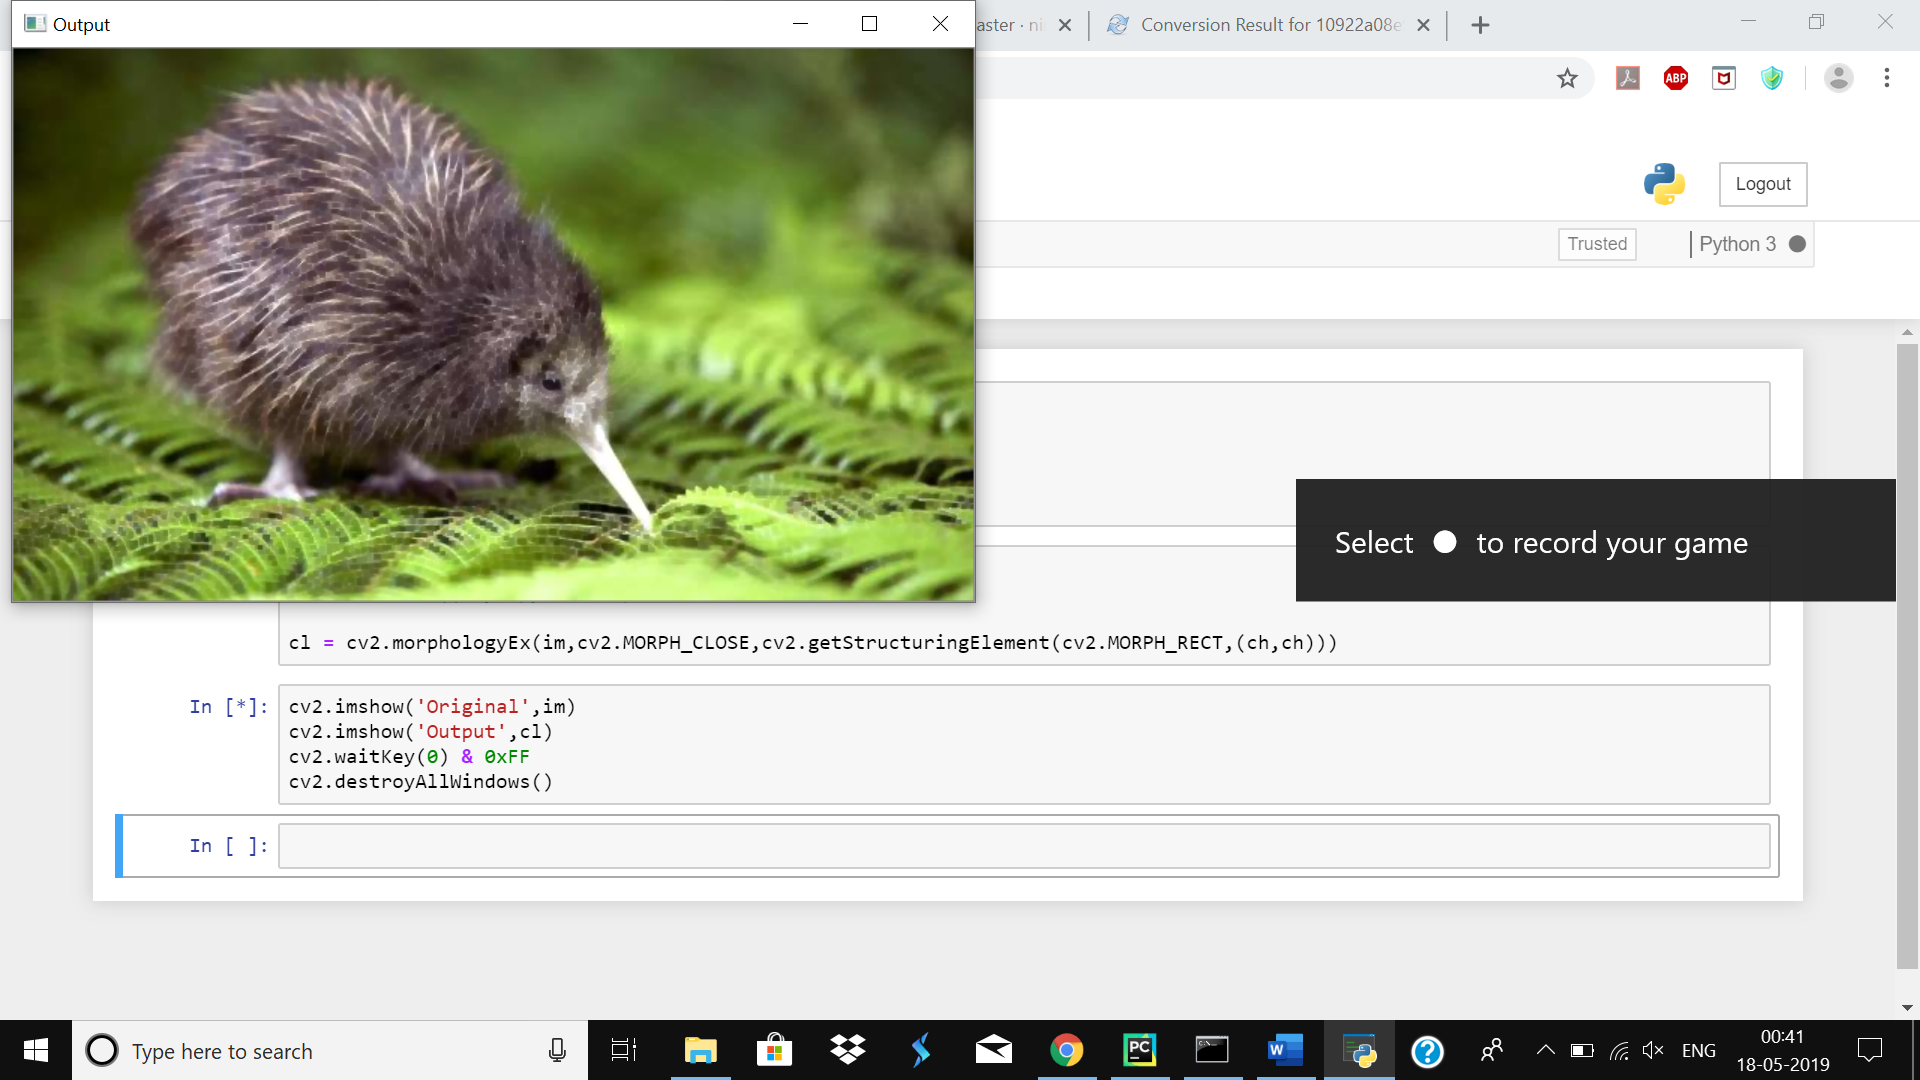 Output
aster · ni
Conversion Result for 10922a08e
ABP
Logout
Trusted
Python 3
Select to record your game
cl = cv2.morphologyEx(im,cv2.MORPH_CLOSE,cv2.getStructuringElement(cv2.MORPH_RECT,(ch,ch)))
In [*]:
cv2.imshow('Original',im)
cv2.imshow('Output',cl)
cv2.waitKey(0) & 0xFF
cv2.destroyAllWindows()
In [ ]:
Type here to search
PC
W
?
ENG
00:41
18-05-2019